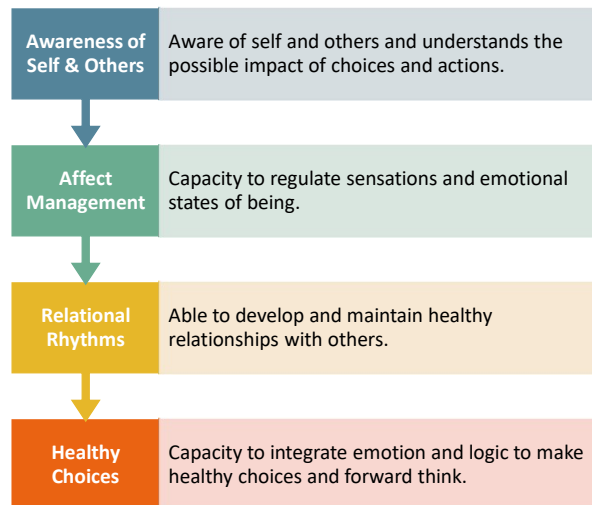 Awareness of
Self & Others
Aware of self and others and understands the
possible impact of choices and actions.
Affect
Management
Capacity to regulate sensations and emotional
states of being.
Relational
Rhythms
Able to develop and maintain healthy
relationships with others.
Healthy
Choices
Capacity to integrate emotion and logic to make
healthy choices and forward think.